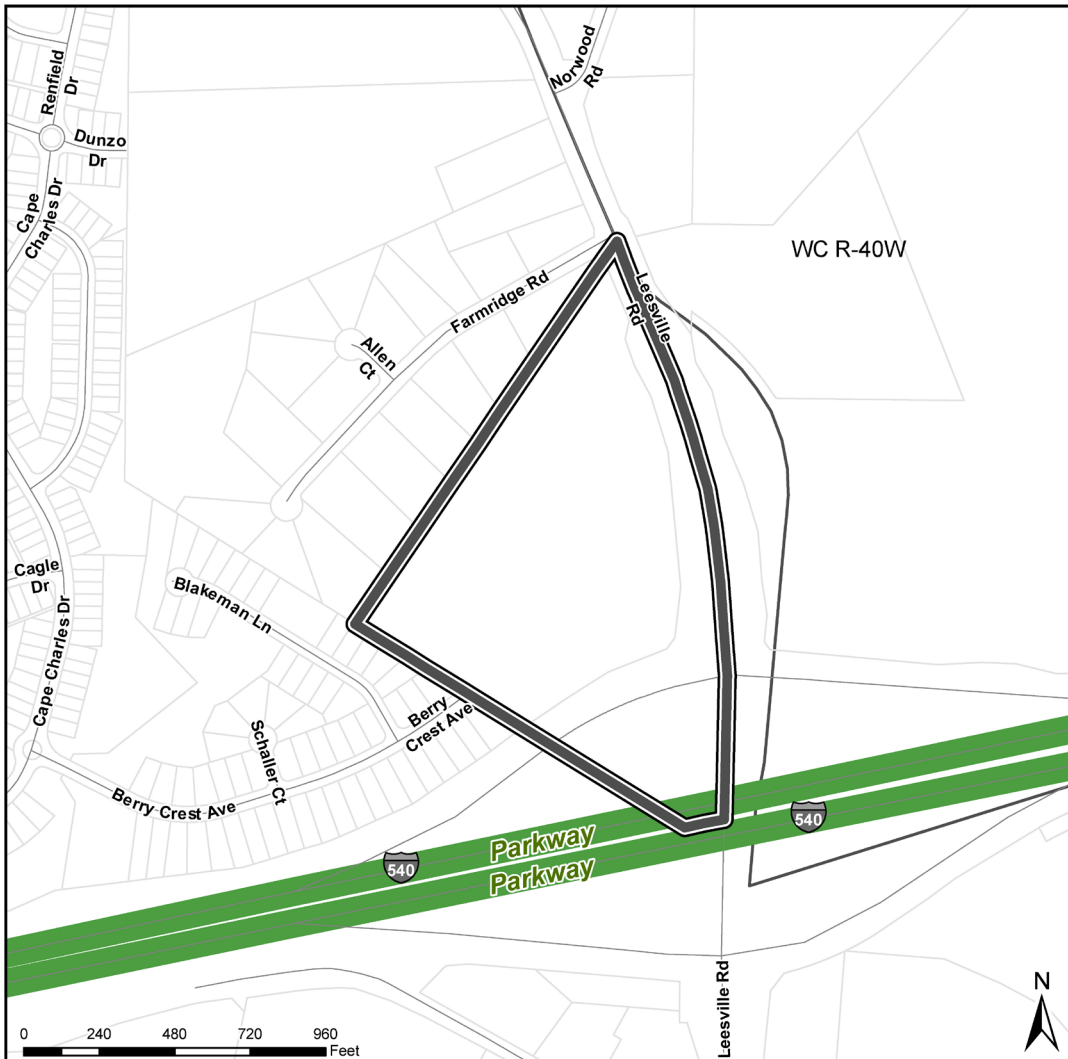 Norwood
Rd
Renfield
Dr
Dunzo
Dr
Cape
Charles Dr
WC R-40W
Leesville
Rd
Farmridge Rd
Allen
Ct
Cagle
Dr
Blakeman Ln
Cape Charles Dr
Berry
Crest Ave
Schaller Ct
Berry Crest Ave
Parkway
540
Parkway
540
Leesville Rd
N
0 240 480 720 960
Feet